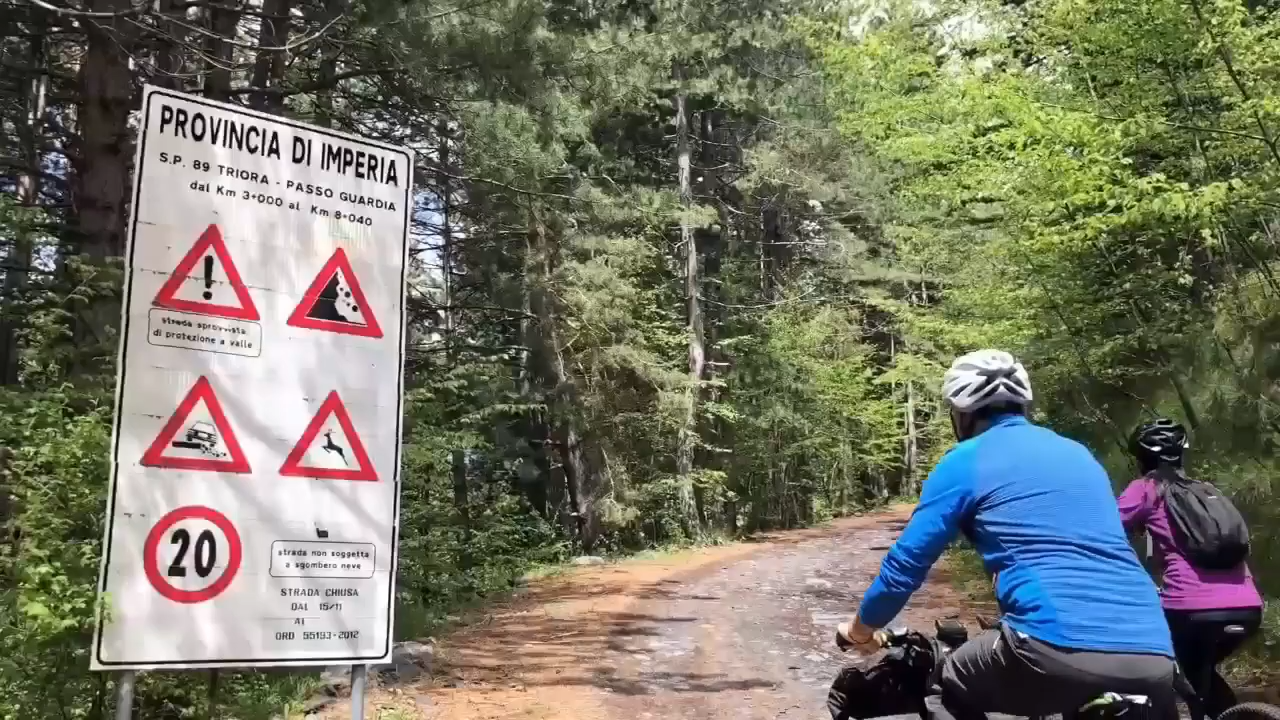 PROVINCIA DI IMPERIA
S.P. 89 TRIORA - PASSO GUARDIA
dal Km 3+000 al Km 8+040
!
strada sprovvista
di protezione a valle
20
strada non soggetta
a sgombero neve
STRADA CHIUSA
DAL 15/11
AL
ORD 55193-2012